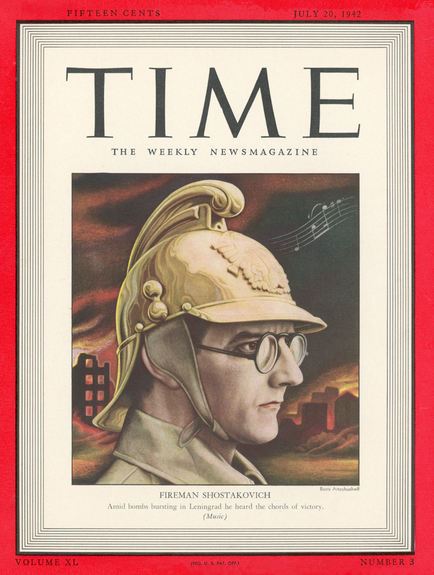 FIFTEEN CENTS
JULY 20, 1942
TIME
THE WEEKLY NEWSMAGAZINE
Boris Artzybasheff
FIREMAN SHOSTAKOVICH
Amid bombs bursting in Leningrad he heard the chords of victory.
(Music)
VOLUME XL
(REG. U. S. PAT. OFF.)
NUMBER 3